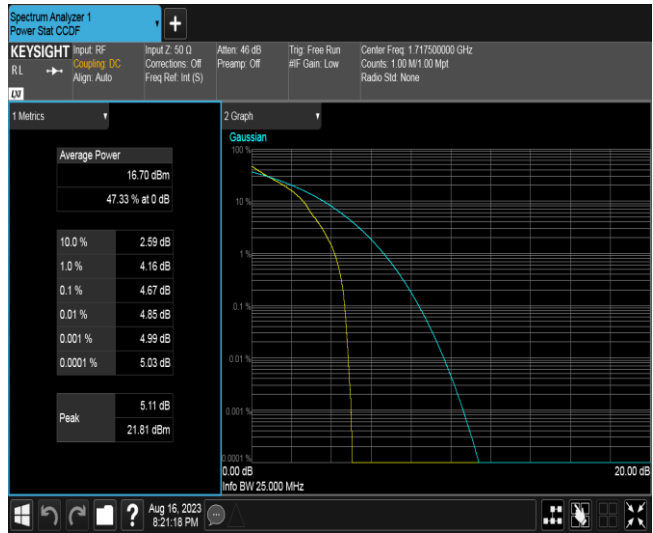 Spectrum Analyzer 1
Power Stat CCDF
+
KEYSIGHT
RL
LXI
Input: RF
Coupling: DC
Align: Auto
Input Z: 50 Ω
Corrections: Off
Freq Ref: Int (S)
Atten: 46 dB
Preamp: Off
Trig: Free Run
#IF Gain: Low
Center Freq: 1.717500000 GHz
Counts: 1.00 M/1.00 Mpt
Radio Std: None
1 Metrics
Average Power
16.70 dBm
47.33 % at 0 dB
10.0 % 2.59 dB
1.0 % 4.16 dB
0.1 % 4.67 dB
0.01 % 4.85 dB
0.001 % 4.99 dB
0.0001 % 5.03 dB
Peak
5.11 dB
21.81 dBm
2 Graph
Gaussian
100 %
10 %
1 %
0.1 %
0.01 %
0.001 %
0.0001 %
0.00 dB 20.00 dB
Info BW 25.000 MHz
?
Aug 16, 2023
8:21:18 PM